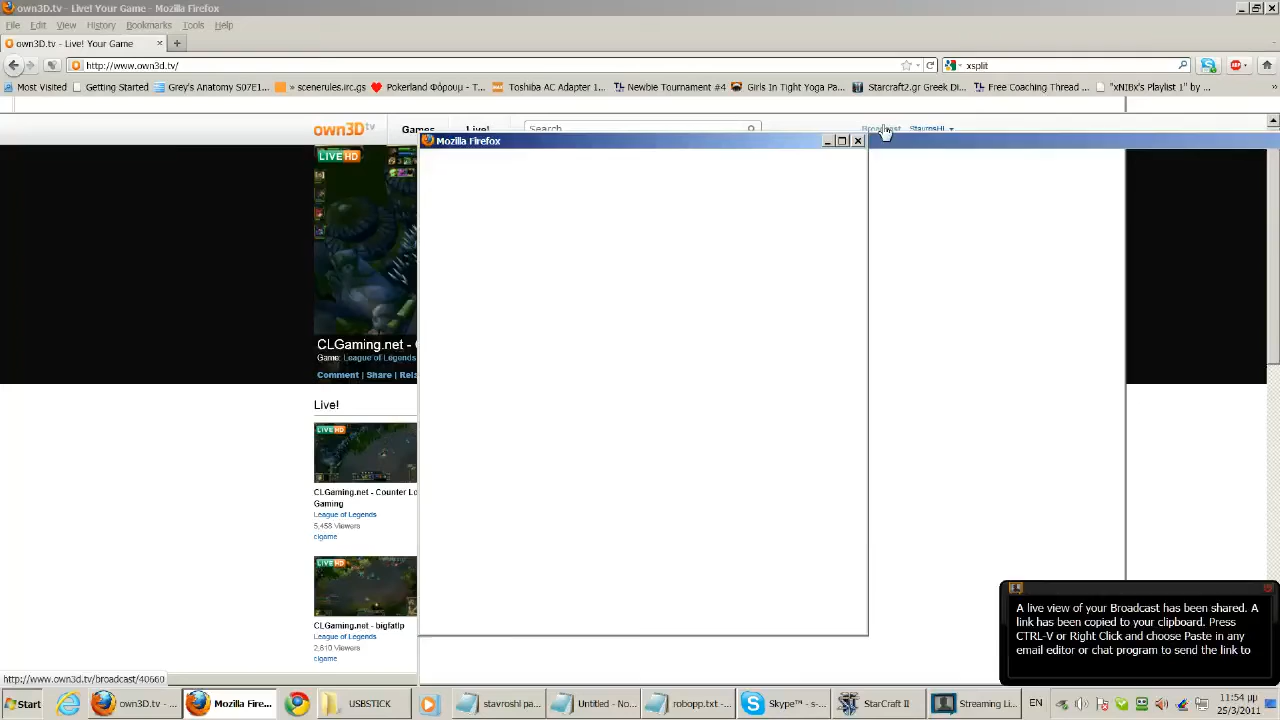 own3D.tv - Live! Your Game - Mozilla Firefox
File Edit View History Bookmarks Tools Help
own3D.tv - Live! Your Game
http://www.own3d.tv/
xsplit
Most Visited Getting Started Grey's Anatomy S07E1... » scenerules.irc.gs Pokerland Φόρουμ - ... Toshiba AC Adapter 1... Newbie Tournament #4 Girls In Tight Yoga Pa... Starcraft2.gr Greek Di... Free Coaching Thread ... "xNIBx's Playlist 1" by ...
own3D tv Games Live! Search Broadcast StavrosHL
Mozilla Firefox
LIVE HD
CLGaming.net -
Game: League of Legends
Comment | Share | Rel
Live!
LIVE HD
CLGaming.net - Counter Lo
Gaming
League of Legends
5,458 Viewers
clgame
LIVE HD
CLGaming.net - bigfatlp
League of Legends
2,610 Viewers
clgame
A live view of your Broadcast has been shared. A
link has been copied to your clipboard. Press
CTRL-V or Right Click and choose Paste in any
email editor or chat program to send the link to
http://www.own3d.tv/broadcast/40660
Start own3D.tv - ... Mozilla Fire... USBSTICK stavroshl pa... Untitled - No... robopp.txt - ... Skype™ - s... StarCraft II Streaming Li... EN 11:54 μμ
25/3/2011